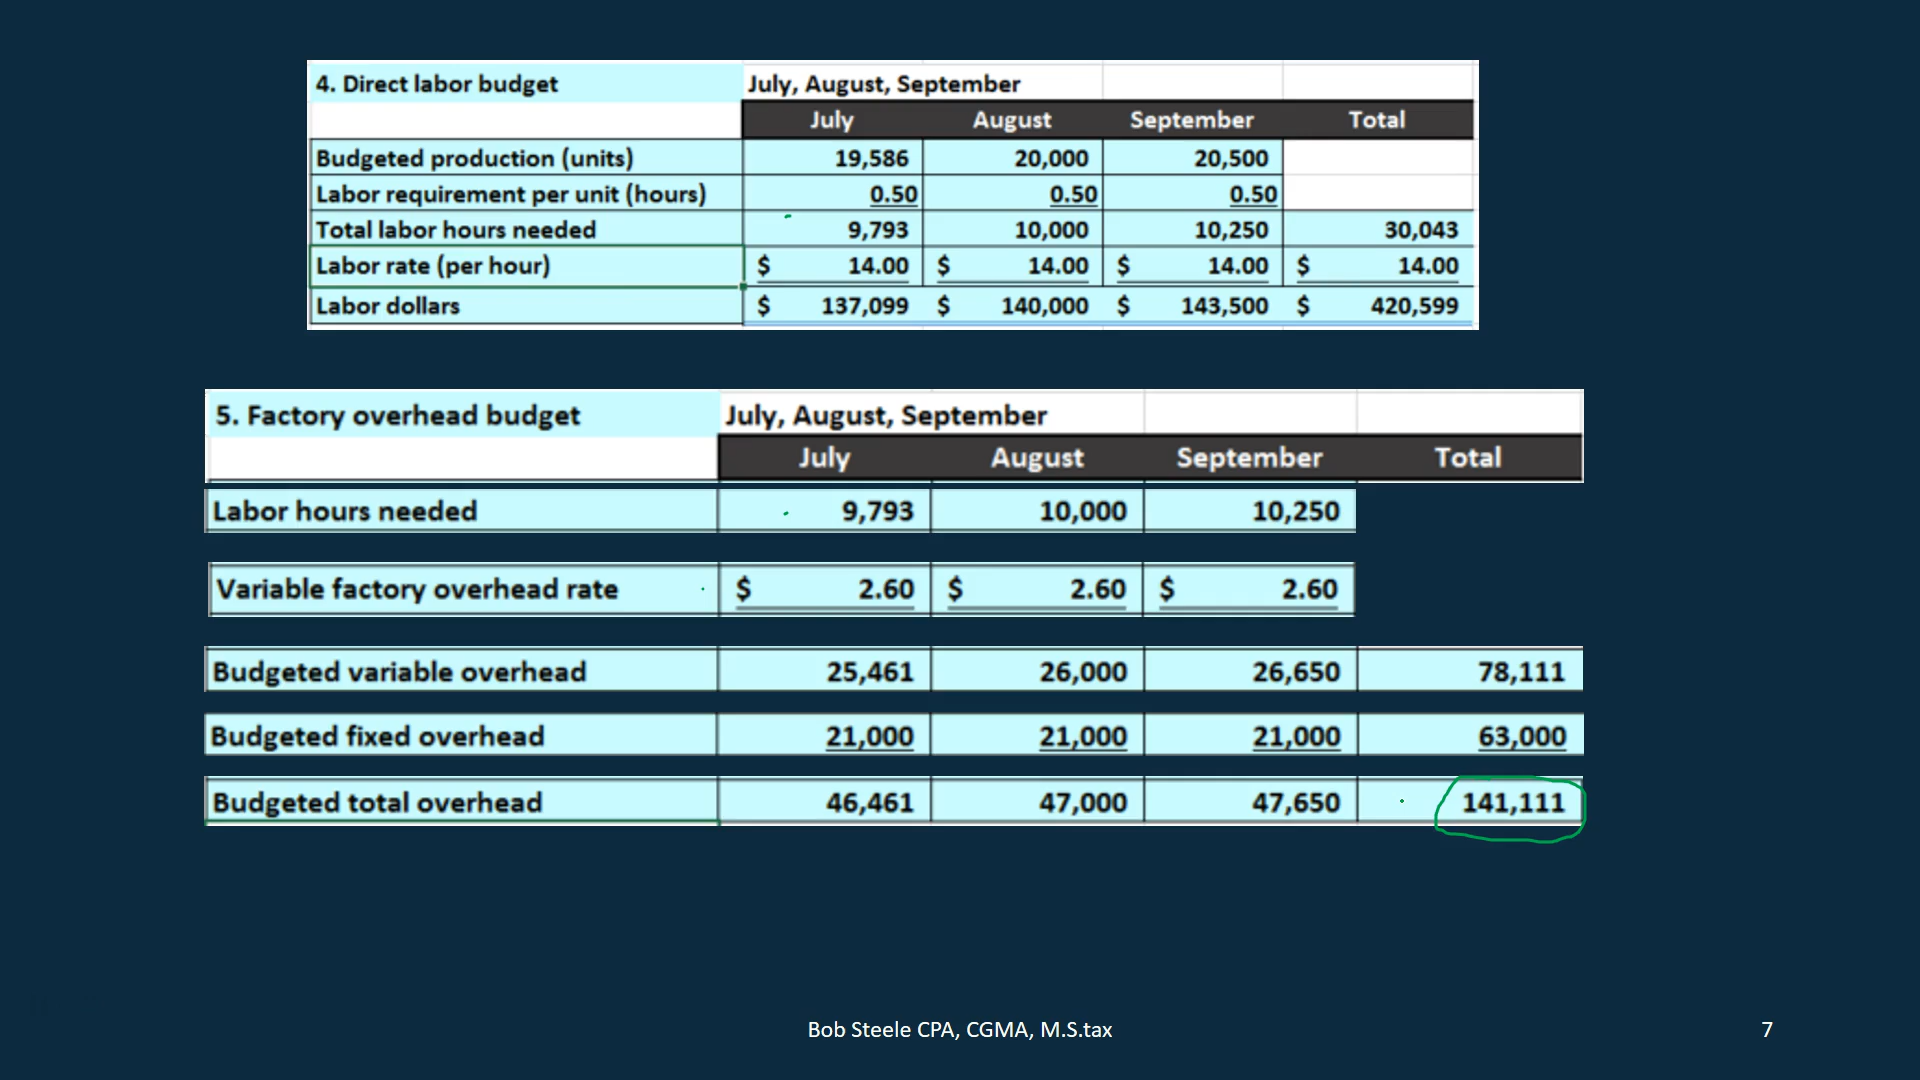 4. Direct labor budget July, August, September
July August September Total
Budgeted production (units) 19,586 20,000 20,500
Labor requirement per unit (hours) 0.50 0.50 0.50
Total labor hours needed 9,793 10,000 10,250 30,043
Labor rate (per hour) $ 14.00 $ 14.00 $ 14.00 $ 14.00
Labor dollars $ 137,099 $ 140,000 $ 143,500 $ 420,599
5. Factory overhead budget July, August, September
July August September Total
Labor hours needed 9,793 10,000 10,250
Variable factory overhead rate $ 2.60 $ 2.60 $ 2.60
Budgeted variable overhead 25,461 26,000 26,650 78,111
Budgeted fixed overhead 21,000 21,000 21,000 63,000
Budgeted total overhead 46,461 47,000 47,650 141,111
Bob Steele CPA, CGMA, M.S.tax 7